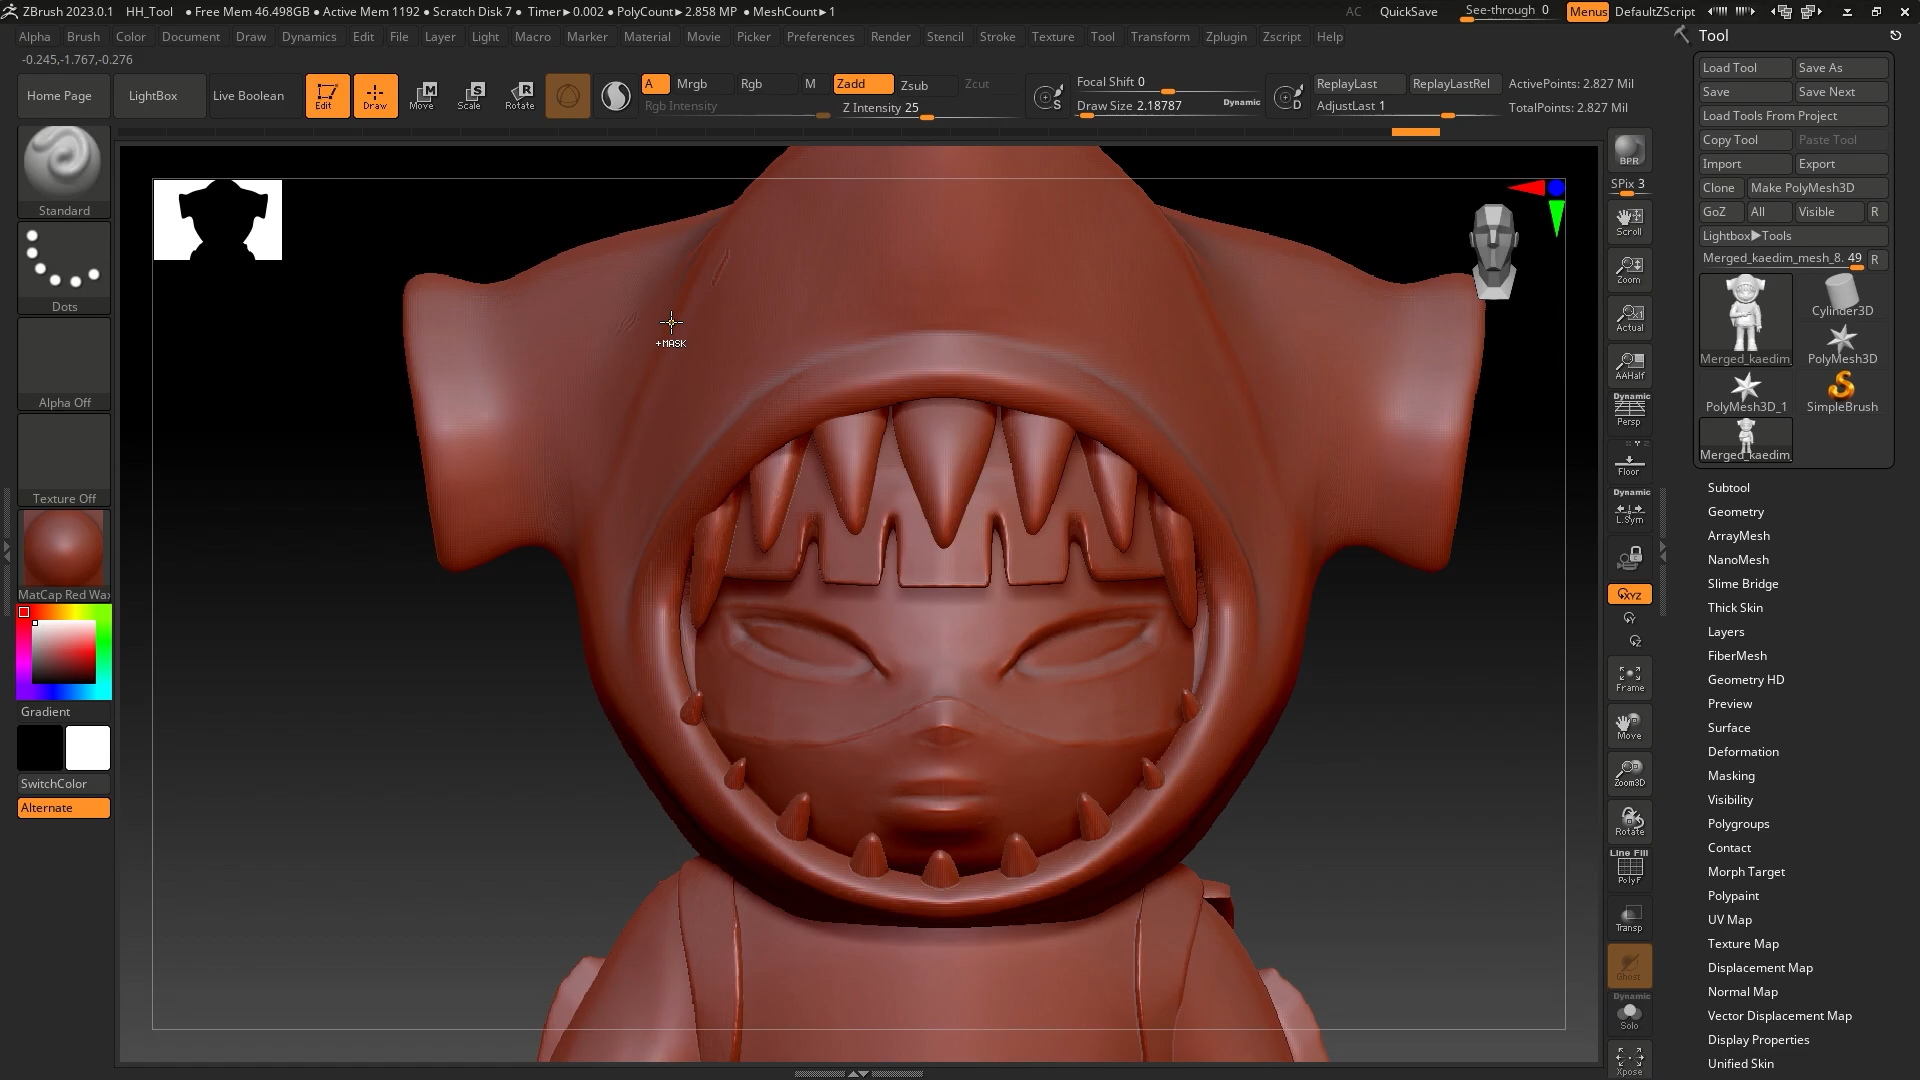 ZBrush 2023.0.1 HH_Tool ● Free Mem 46.498GB ● Active Mem 1192 ● Scratch Disk 7 ● Timer►0.002 ● PolyCount►2.858 MP ● MeshCount►1 AC QuickSave See-through 0 Menus DefaultZScript
Alpha Brush Color Document Draw Dynamics Edit File Layer Light Macro Marker Material Movie Picker Preferences Render Stencil Stroke Texture Tool Transform Zplugin Zscript Help
-0.245,-1.767,-0.276
Home Page LightBox Live Boolean Edit Draw Move Scale Rotate
M S R
A Mrgb Rgb M Zadd Zsub Zcut
Rgb Intensity Z Intensity 25
S Focal Shift 0
Draw Size 2.18787 Dynamic
D ReplayLast ReplayLastRel
AdjustLast 1
ActivePoints: 2.827 Mil
TotalPoints: 2.827 Mil
Standard
Dots
Alpha Off
Texture Off
MatCap Red Wax
Gradient
SwitchColor
Alternate
+MASK
BPR
SPix 3
Scroll
Zoom
Actual
AAHalf
Dynamic
Persp
Floor
Dynamic
L.Sym
XYZ
Y
Z
Frame
Move
Zoom3D
Rotate
Line Fill
PolyF
Transp
Ghost
Dynamic
Solo
Xpose
Tool
Load Tool Save As
Save Save Next
Load Tools From Project
Copy Tool Paste Tool
Import Export
Clone Make PolyMesh3D
GoZ All Visible R
Lightbox►Tools
Merged_kaedim_mesh_8. 49 R
Merged_kaedim_
Cylinder3D
PolyMesh3D
PolyMesh3D_1
SimpleBrush
Merged_kaedim_
Subtool
Geometry
ArrayMesh
NanoMesh
Slime Bridge
Thick Skin
Layers
FiberMesh
Geometry HD
Preview
Surface
Deformation
Masking
Visibility
Polygroups
Contact
Morph Target
Polypaint
UV Map
Texture Map
Displacement Map
Normal Map
Vector Displacement Map
Display Properties
Unified Skin